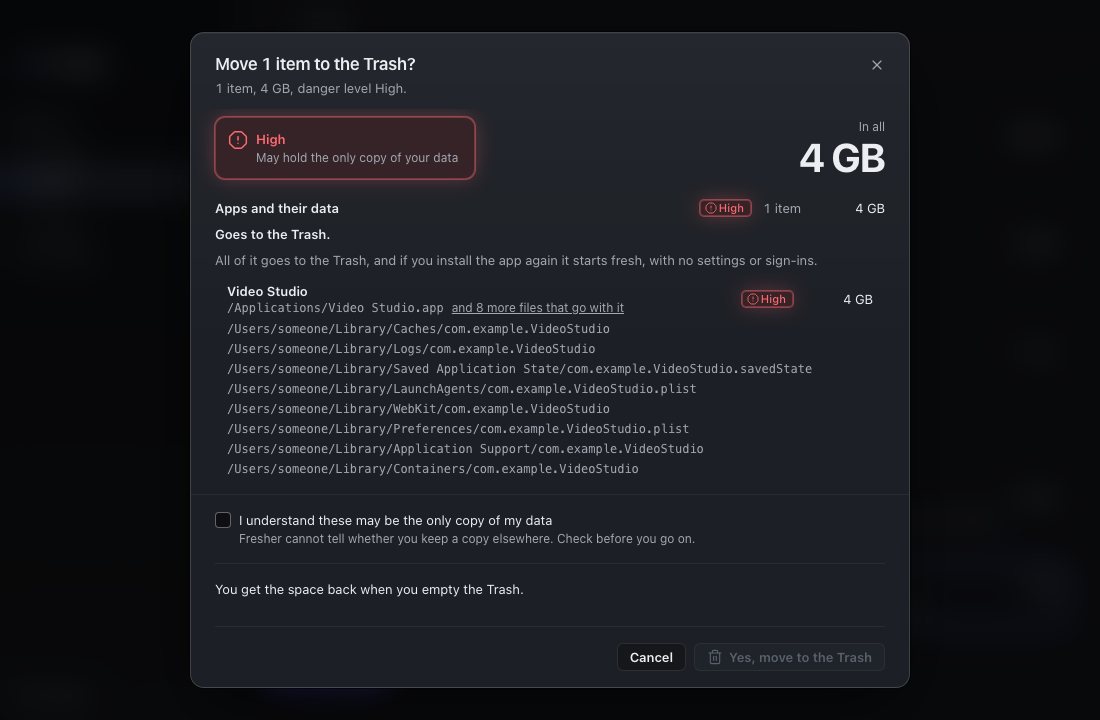 Move 1 item to the Trash?
1 item, 4 GB, danger level High.
High
May hold the only copy of your data
In all
4 GB
Apps and their data High 1 item 4 GB
Goes to the Trash.
All of it goes to the Trash, and if you install the app again it starts fresh, with no settings or sign-ins.
Video Studio
/Applications/Video Studio.app and 8 more files that go with it High 4 GB
/Users/someone/Library/Caches/com.example.VideoStudio
/Users/someone/Library/Logs/com.example.VideoStudio
/Users/someone/Library/Saved Application State/com.example.VideoStudio.savedState
/Users/someone/Library/LaunchAgents/com.example.VideoStudio.plist
/Users/someone/Library/WebKit/com.example.VideoStudio
/Users/someone/Library/Preferences/com.example.VideoStudio.plist
/Users/someone/Library/Application Support/com.example.VideoStudio
/Users/someone/Library/Containers/com.example.VideoStudio
I understand these may be the only copy of my data
Fresher cannot tell whether you keep a copy elsewhere. Check before you go on.
You get the space back when you empty the Trash.
Cancel Yes, move to the Trash